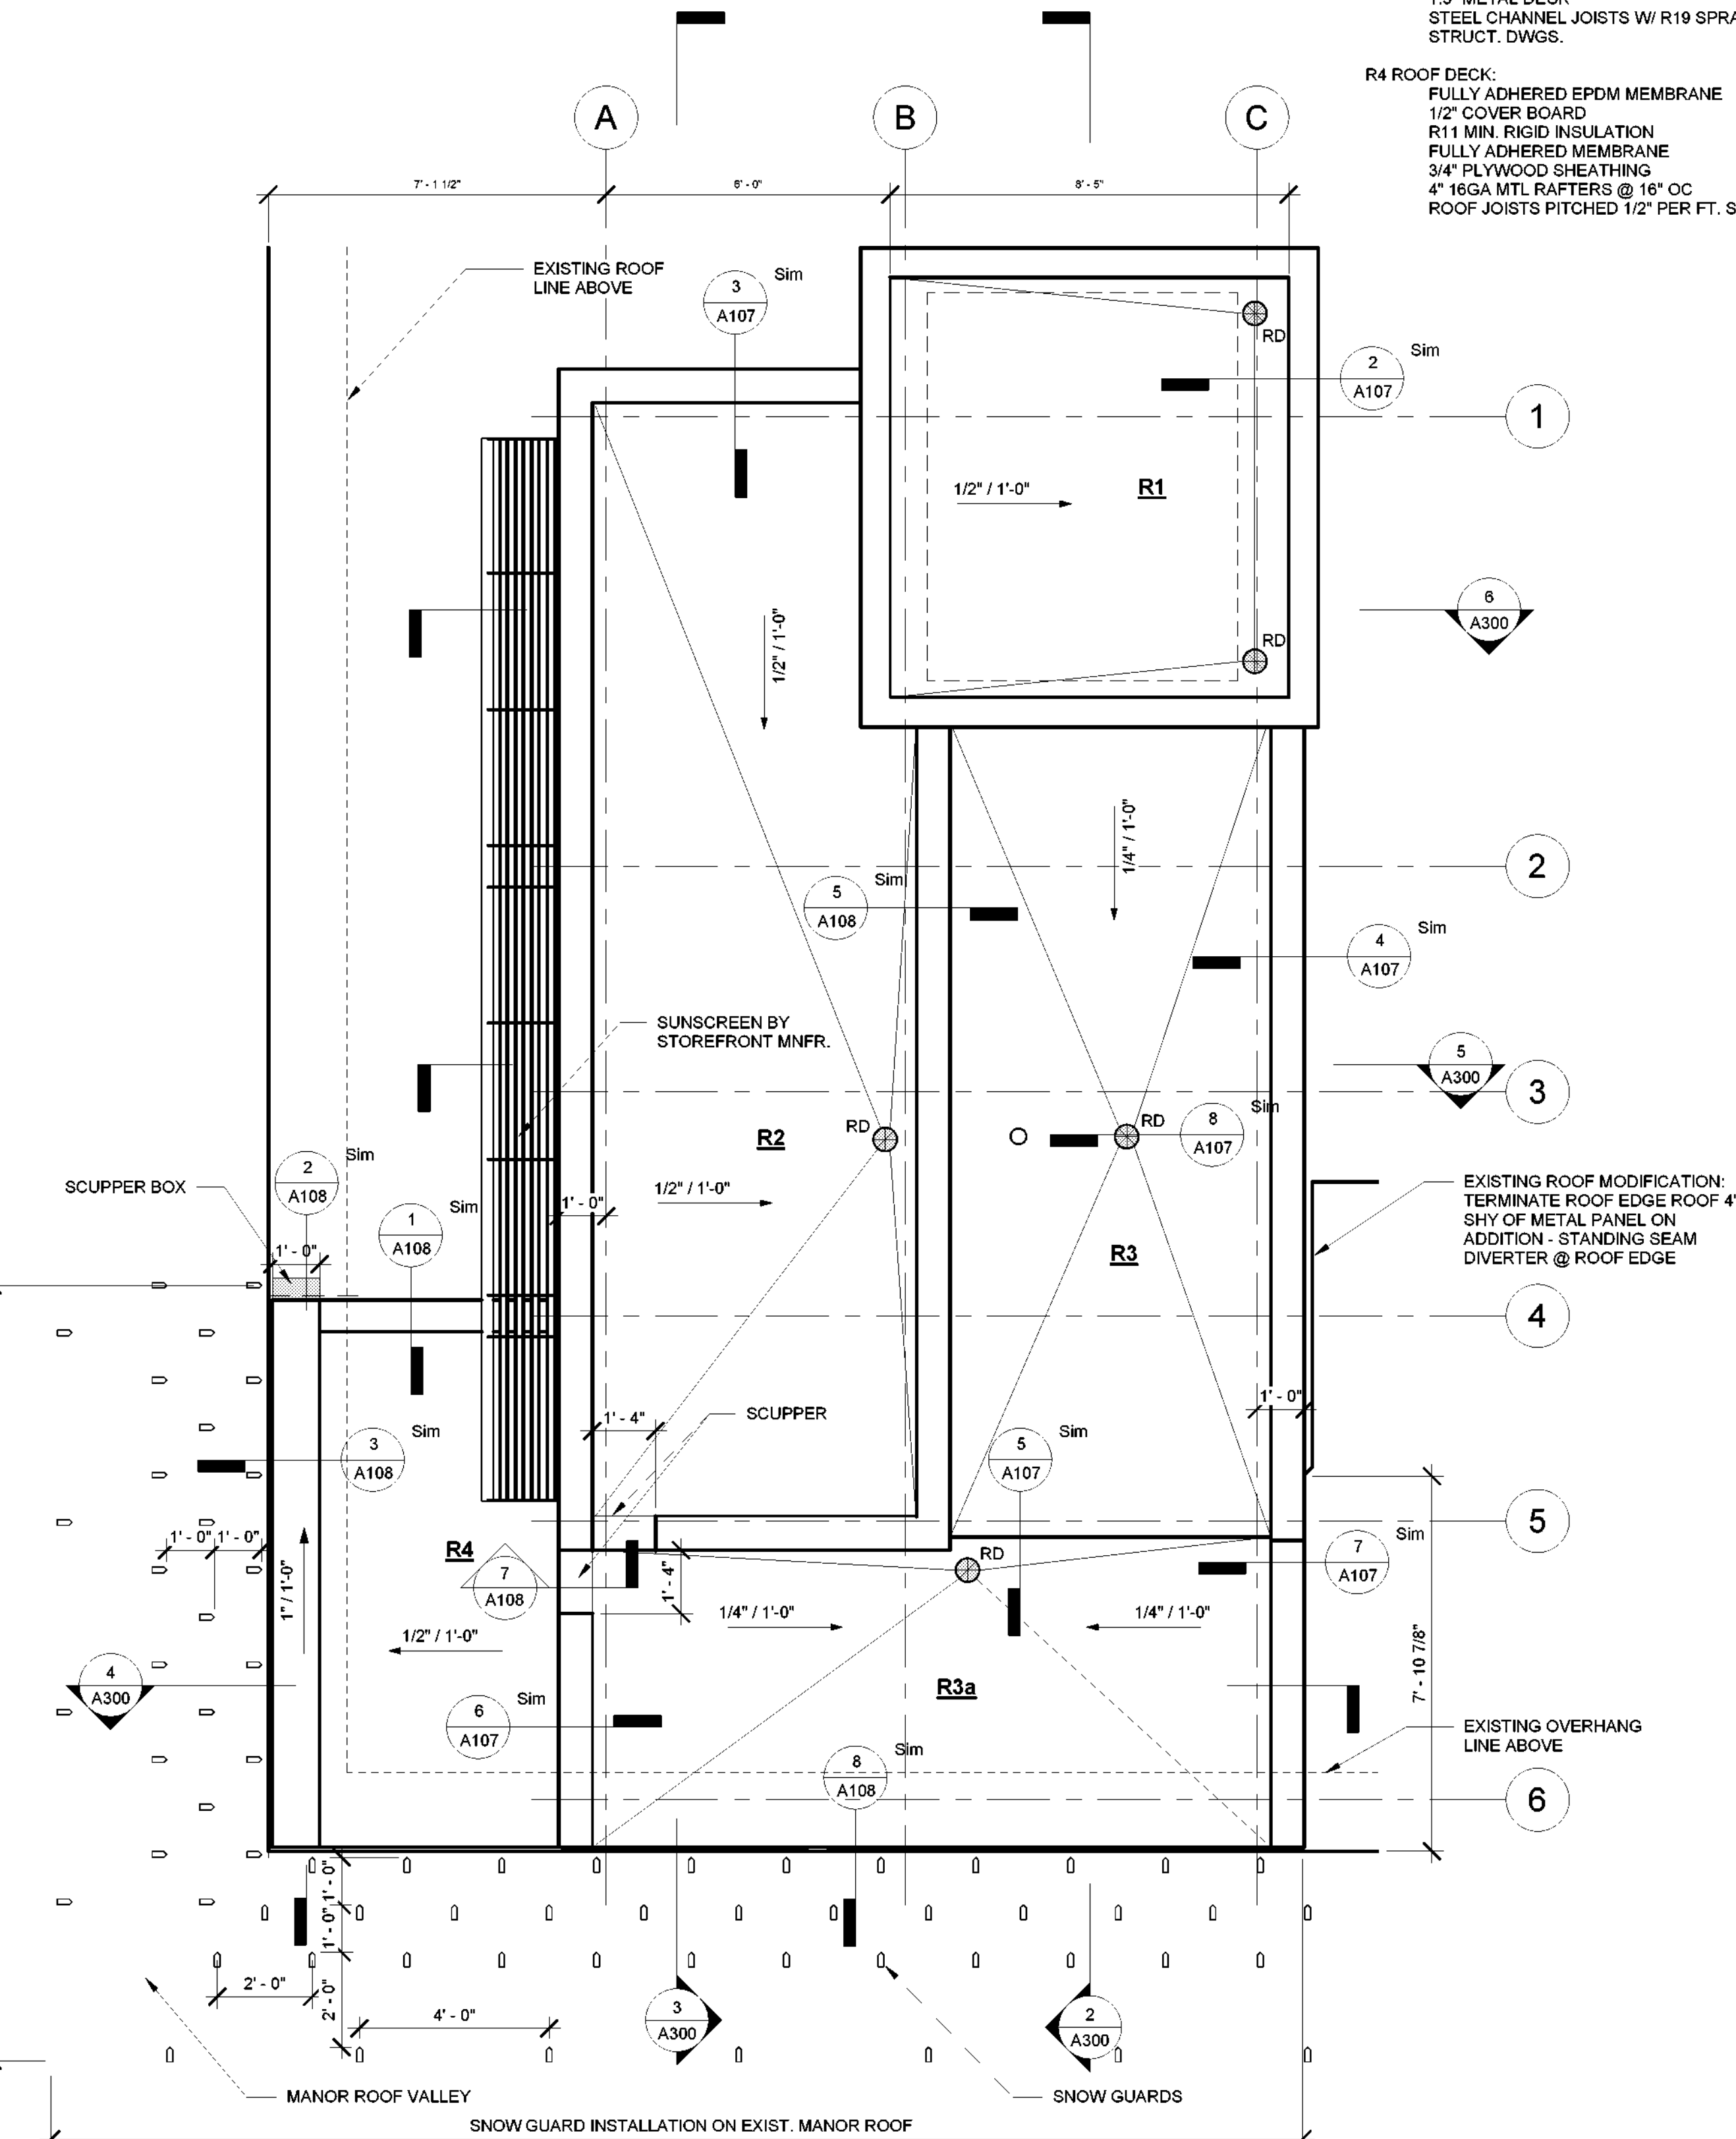 STEEL CHANNEL JOISTS W/ R19
STRUCT. DWGS.
R4 ROOF DECK:
FULLY ADHERED EPDM MEMBRANE
1/2" COVER BOARD
R11 MIN. RIGID INSULATION
FULLY ADHERED MEMBRANE
3/4" PLYWOOD SHEATHING
4" 16GA MTL RAFTERS @ 16" OC
ROOF JOISTS PITCHED 1/2" PER FT.
A
B
C
7' - 1 1/2"
6' - 0"
8' - 5"
EXISTING ROOF
LINE ABOVE
3
A107
Sim
RD
2
A107
Sim
1
1/2" / 1'-0"
R1
6
A300
1/2" / 1'-0"
RD
1/4" / 1'-0"
2
5
A108
Sim
4
A107
Sim
SUNSCREEN BY
STOREFRONT MNFR.
5
A300
3
R2
RD
RD
8
A107
Sim
SCUPPER BOX
2
A108
Sim
1
A108
Sim
1' - 0"
1' - 0"
1/2" / 1'-0"
R3
EXISTING ROOF MODIFICATION:
TERMINATE ROOF EDGE ROOF 4"
SHY OF METAL PANEL ON
ADDITION - STANDING SEAM
DIVERTER @ ROOF EDGE
4
1' - 0"
1' - 4"
SCUPPER
3
A108
Sim
5
A107
Sim
5
1' - 0"
1' - 0"
R4
7
A108
1' - 4"
RD
7
A107
Sim
1" / 1'-0"
1/2" / 1'-0"
1/4" / 1'-0"
1/4" / 1'-0"
4
A300
R3a
7' - 10 7/8"
6
A107
Sim
8
A108
Sim
EXISTING OVERHANG
LINE ABOVE
6
1' - 0"
1' - 0"
2' - 0"
2' - 0"
4' - 0"
3
A300
2
A300
MANOR ROOF VALLEY
SNOW GUARDS
SNOW GUARD INSTALLATION ON EXIST. MANOR ROOF